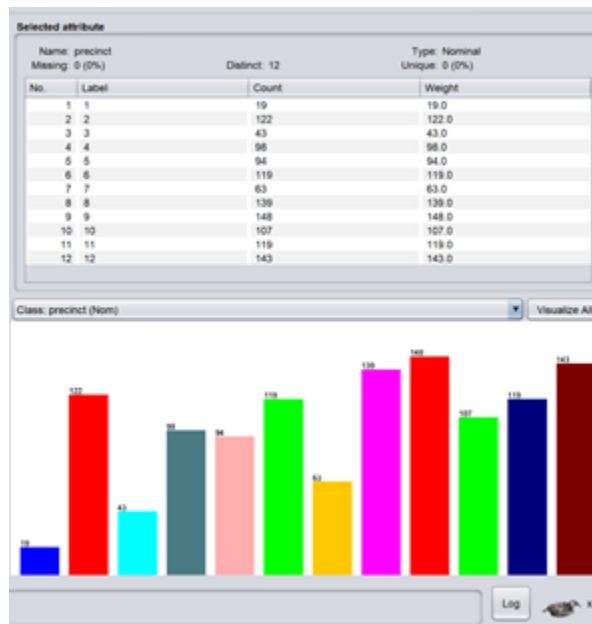 Selected attribute
Name: precinct Type: Nominal
Missing: 0 (0%) Distinct: 12 Unique: 0 (0%)
No. Label Count Weight
1 1 19 19.0
2 2 122 122.0
3 3 43 43.0
4 4 98 98.0
5 5 94 94.0
6 6 119 119.0
7 7 63 63.0
8 8 139 139.0
9 9 148 148.0
10 10 107 107.0
11 11 119 119.0
12 12 143 143.0
Class: precinct (Nom) Visualize All
19 122 43 98 94 119 63 139 148 107 119 143
Log x